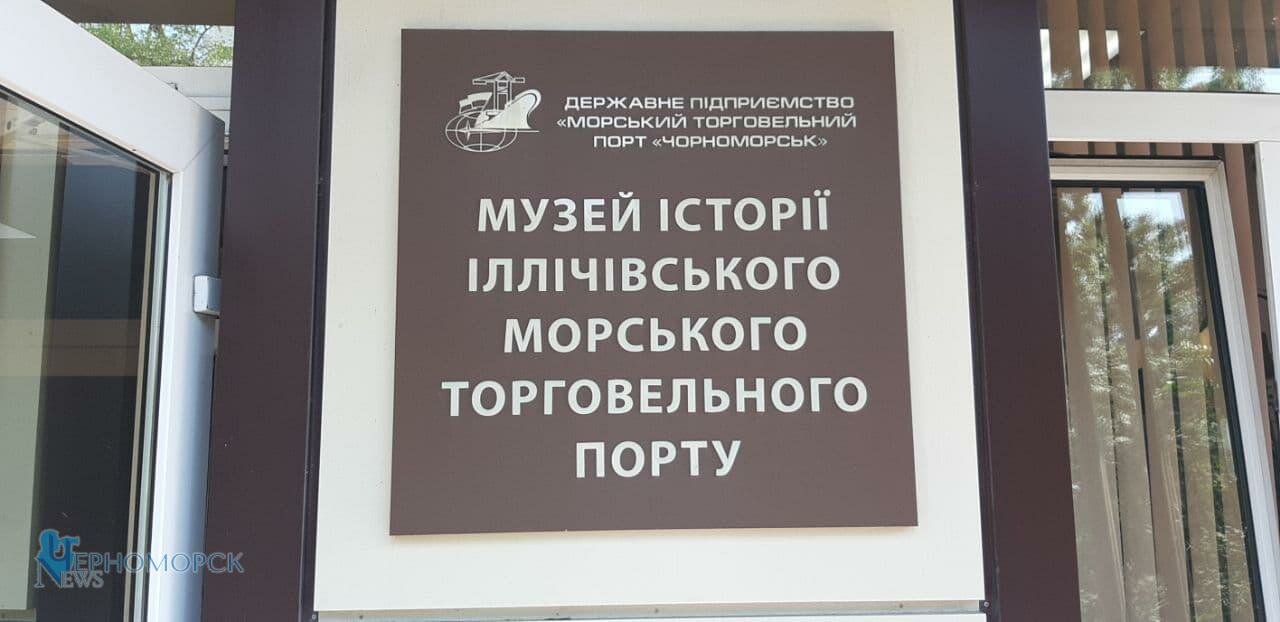 ДЕРЖАВНЕ ПІДПРИЄМСТВО
«МОРСЬКИЙ ТОРГОВЕЛЬНИЙ
ПОРТ «ЧОРНОМОРСЬК»
МУЗЕЙ ІСТОРІЇ
ІЛЛІЧІВСЬКОГО
МОРСЬКОГО
ТОРГОВЕЛЬНОГО
ПОРТУ
ЧЕРНОМОРСК
NEWS